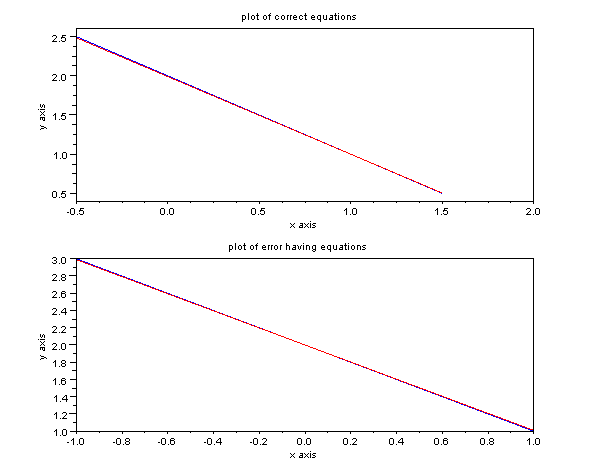 plot of correct equations
2.5
2.0
1.5
1.0
0.5
y axis
-0.5 0.0 0.5 1.0 1.5 2.0
x axis
plot of error having equations
3.0
2.8
2.6
2.4
2.2
2.0
1.8
1.6
1.4
1.2
1.0
y axis
-1.0 -0.8 -0.6 -0.4 -0.2 0.0 0.2 0.4 0.6 0.8 1.0
x axis